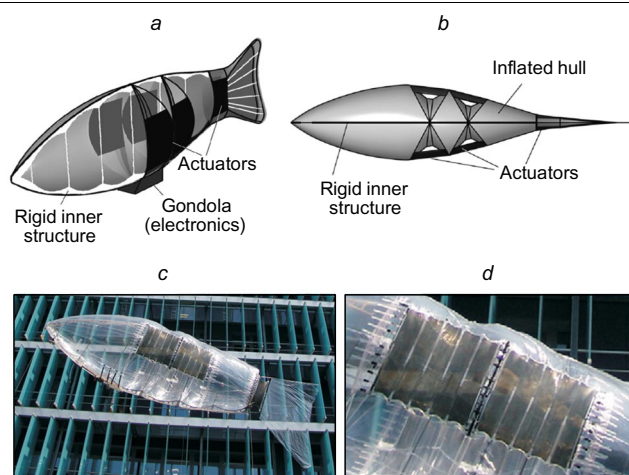 a
b
Inflated hull
Actuators
Actuators
Rigid inner
structure
Gondola
(electronics)
Rigid inner
structure
c
d